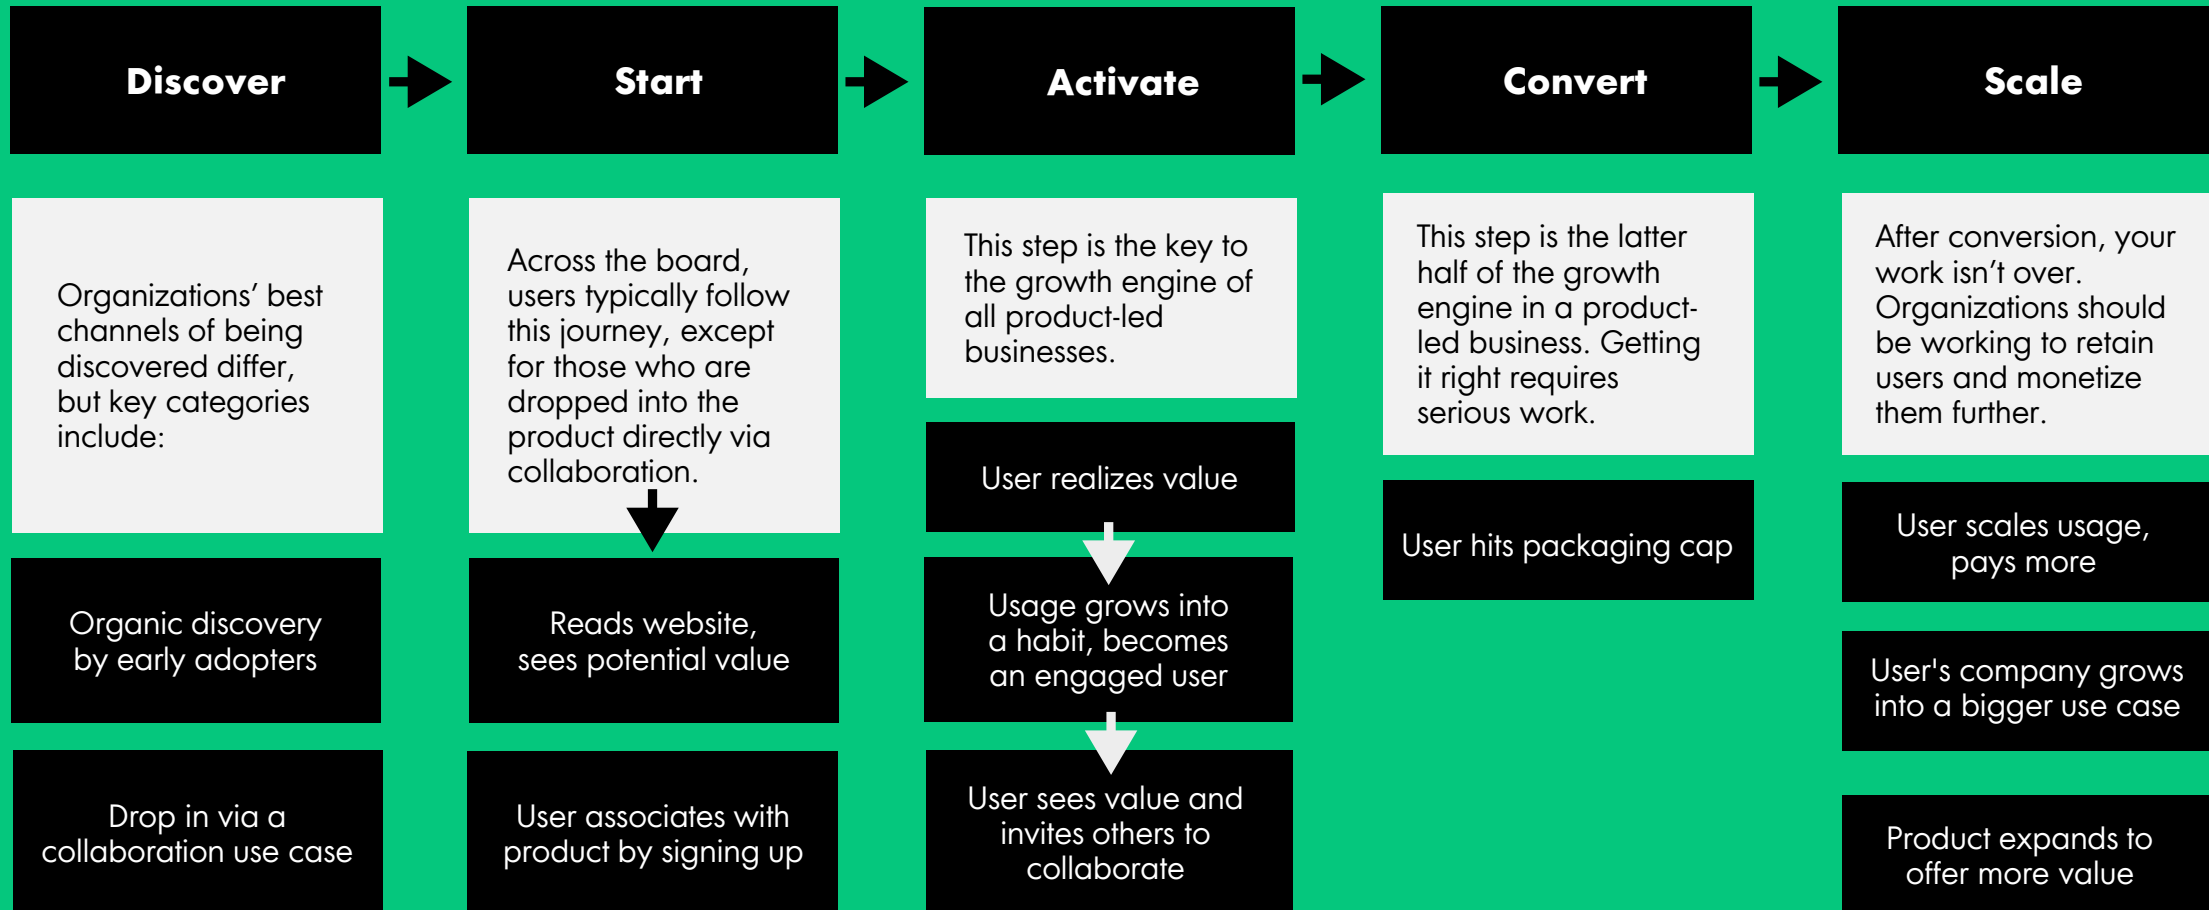 Discover
Start
Activate
Convert
Scale
Organizations’ best
channels of being
discovered differ,
but key categories
include:
Organic discovery
by early adopters
Drop in via a
collaboration use case
Across the board,
users typically follow
this journey, except
for those who are
dropped into the
product directly via
collaboration.
Reads website,
sees potential value
User associates with
product by signing up
This step is the key to
the growth engine of
all product-led
businesses.
User realizes value
Usage grows into
a habit, becomes
an engaged user
User sees value and
invites others to
collaborate
This step is the latter
half of the growth
engine in a product-
led business. Getting
it right requires
serious work.
User hits packaging cap
After conversion, your
work isn’t over.
Organizations should
be working to retain
users and monetize
them further.
User scales usage,
pays more
User's company grows
into a bigger use case
Product expands to
offer more value